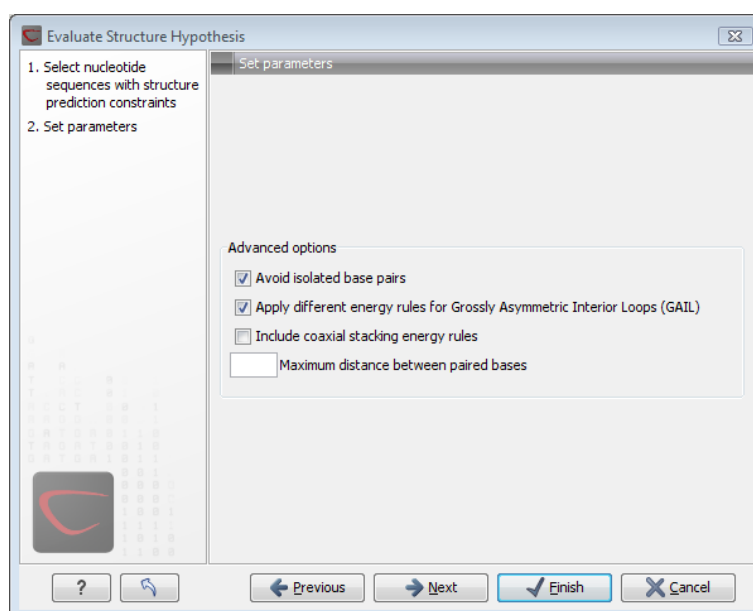 Evaluate Structure Hypothesis
1. Select nucleotide
sequences with structure
prediction constraints
2. Set parameters
Set parameters
Advanced options
Avoid isolated base pairs
Apply different energy rules for Grossly Asymmetric Interior Loops (GAIL)
Include coaxial stacking energy rules
Maximum distance between paired bases
?
Previous
Next
Finish
Cancel